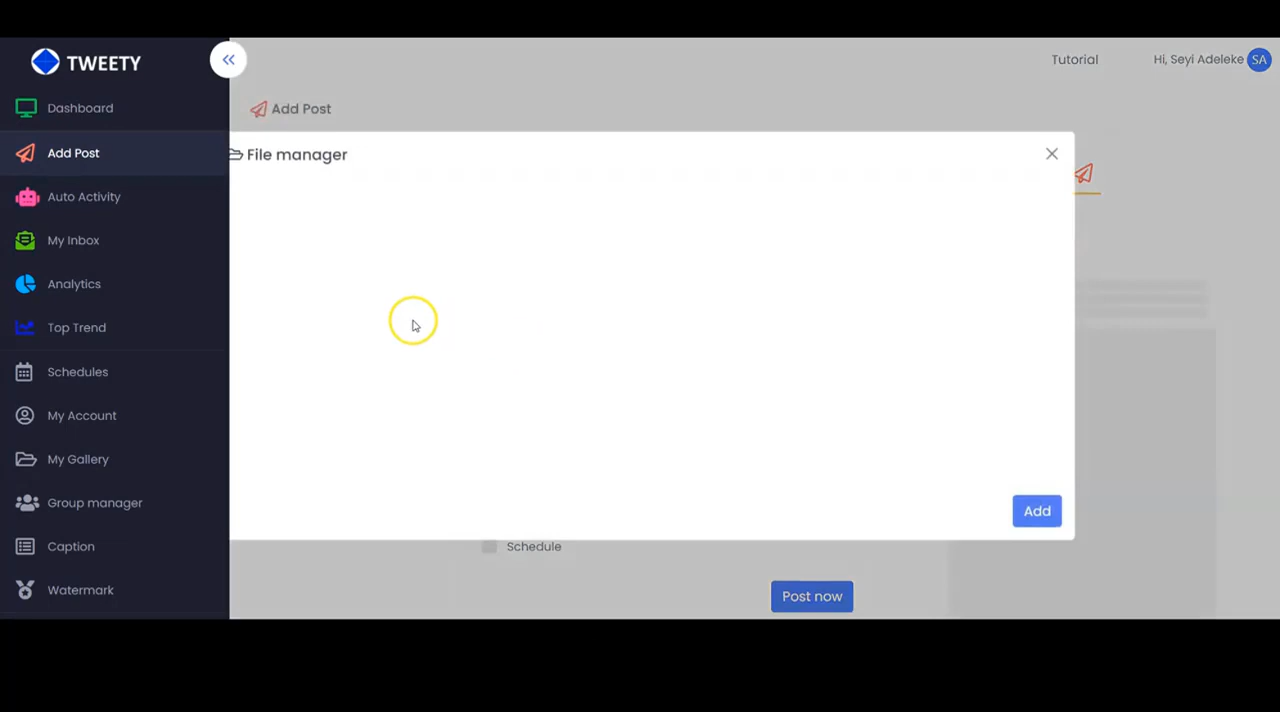 TWEETY
Tutorial
Hi, Seyi Adeleke SA
Dashboard
Add Post
Auto Activity
My Inbox
Analytics
Top Trend
Schedules
My Account
My Gallery
Group manager
Caption
Watermark
Add Post
File manager
Add
Schedule
Post now